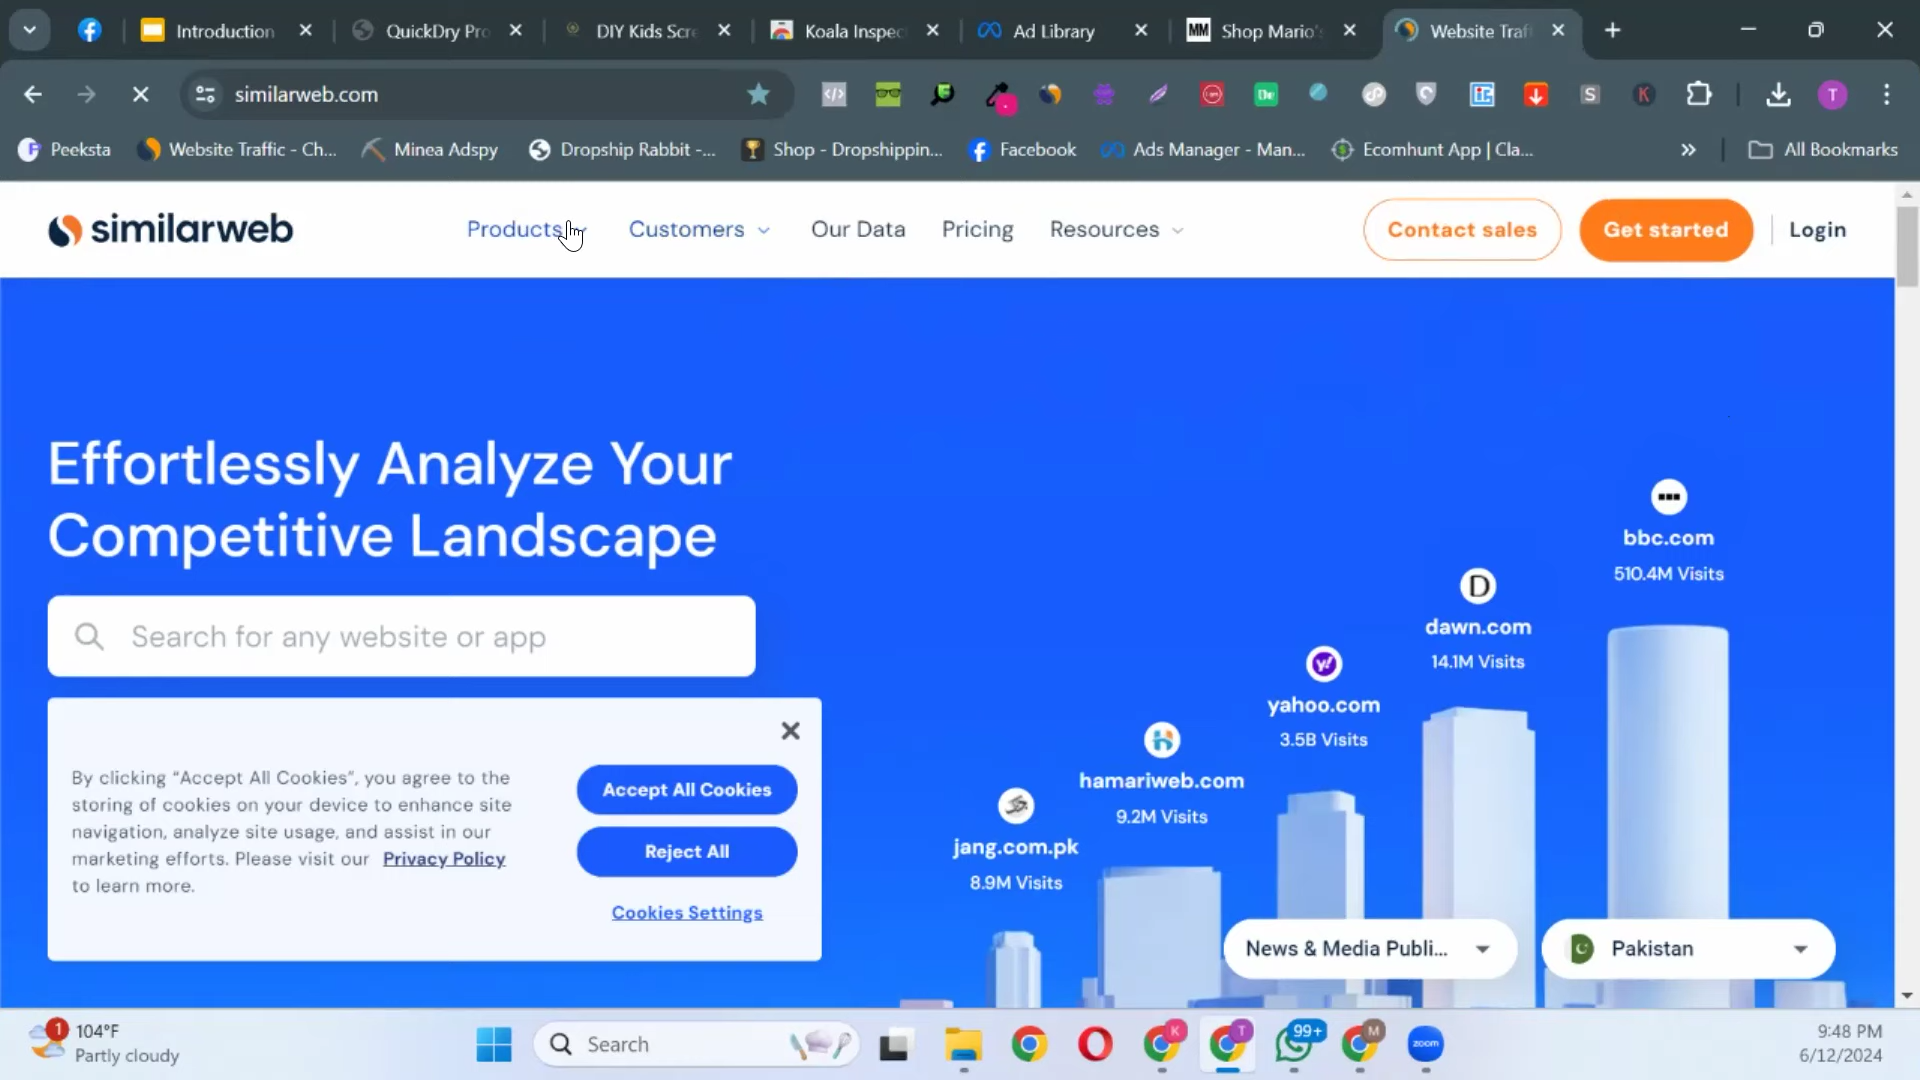 Introduction
QuickDry Pro
DIY Kids Scre
Koala Inspec
Ad Library
MM
Shop Mario's
Website Traf
similarweb.com
T
Peeksta
Website Traffic - Ch...
Minea Adspy
Dropship Rabbit -...
Shop - Dropshippin...
Facebook
Ads Manager - Man...
Ecomhunt App | Cla...
All Bookmarks
similarweb
Products
Customers
Our Data
Pricing
Resources
Contact sales
Get started
Login
Effortlessly Analyze Your
Competitive Landscape
Search for any website or app
By clicking “Accept All Cookies”, you agree to the
storing of cookies on your device to enhance site
navigation, analyze site usage, and assist in our
marketing efforts. Please visit our Privacy Policy
to learn more.
Accept All Cookies
Reject All
Cookies Settings
bbc.com
510.4M Visits
D
dawn.com
14.1M Visits
yahoo.com
3.5B Visits
hamariweb.com
9.2M Visits
jang.com.pk
8.9M Visits
News & Media Publi...
Pakistan
1
104°F
Partly cloudy
Search
K
T
99+
M
zoom
9:48 PM
6/12/2024